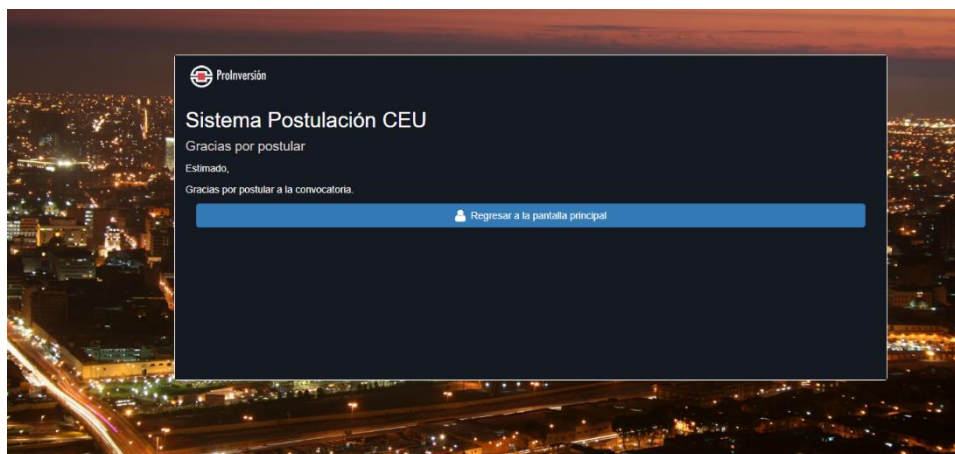 ProInversión
Sistema Postulación CEU
Gracias por postular
Estimado,
Gracias por postular a la convocatoria.
Regresar a la pantalla principal